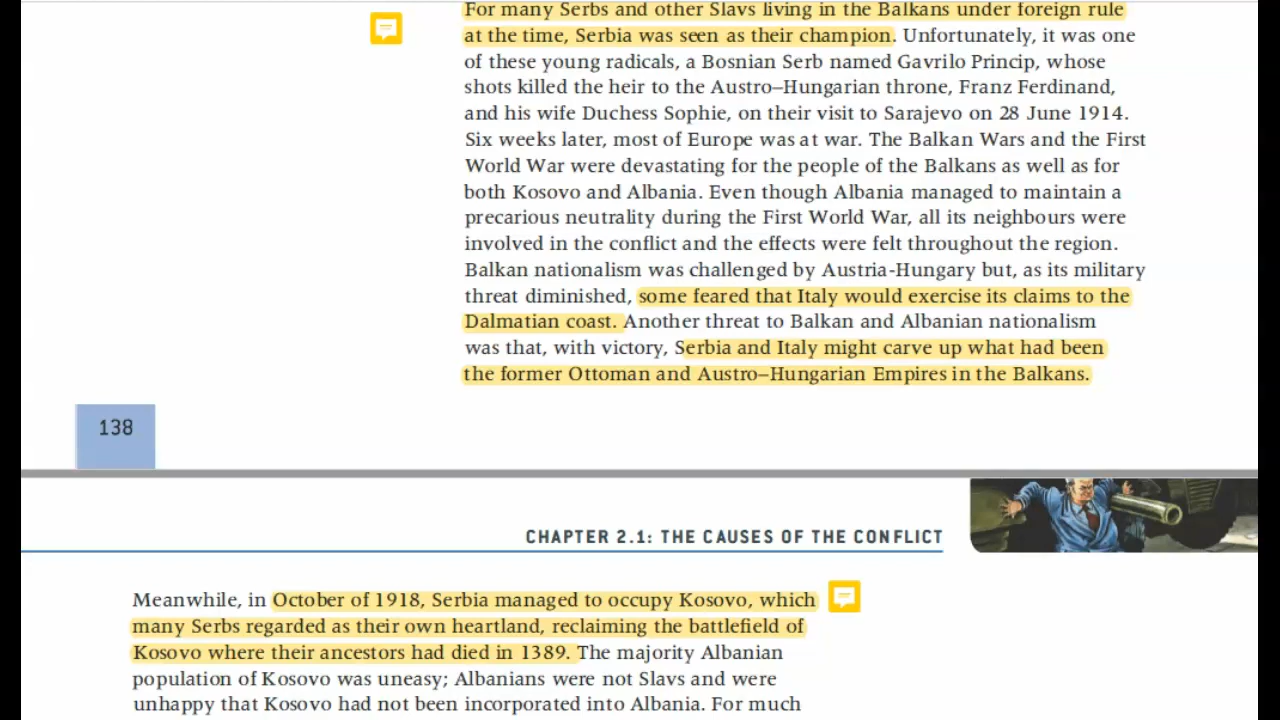 For many Serbs and other Slavs living in the Balkans under foreign rule
at the time, Serbia was seen as their champion. Unfortunately, it was one
of these young radicals, a Bosnian Serb named Gavrilo Princip, whose
shots killed the heir to the Austro–Hungarian throne, Franz Ferdinand,
and his wife Duchess Sophie, on their visit to Sarajevo on 28 June 1914.
Six weeks later, most of Europe was at war. The Balkan Wars and the First
World War were devastating for the people of the Balkans as well as for
both Kosovo and Albania. Even though Albania managed to maintain a
precarious neutrality during the First World War, all its neighbours were
involved in the conflict and the effects were felt throughout the region.
Balkan nationalism was challenged by Austria-Hungary but, as its military
threat diminished, some feared that Italy would exercise its claims to the
Dalmatian coast. Another threat to Balkan and Albanian nationalism
was that, with victory, Serbia and Italy might carve up what had been
the former Ottoman and Austro–Hungarian Empires in the Balkans.
138
CHAPTER 2.1: THE CAUSES OF THE CONFLICT
Meanwhile, in October of 1918, Serbia managed to occupy Kosovo, which
many Serbs regarded as their own heartland, reclaiming the battlefield of
Kosovo where their ancestors had died in 1389. The majority Albanian
population of Kosovo was uneasy; Albanians were not Slavs and were
unhappy that Kosovo had not been incorporated into Albania. For much